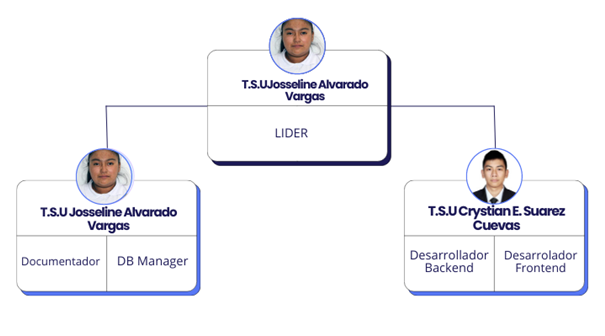 T.S.UJosseline Alvarado
Vargas
LIDER
T.S.U Josseline Alvarado
Vargas
Documentador
DB Manager
T.S.U Crystian E. Suarez
Cuevas
Desarrollador
Backend
Desarrolador
Frontend